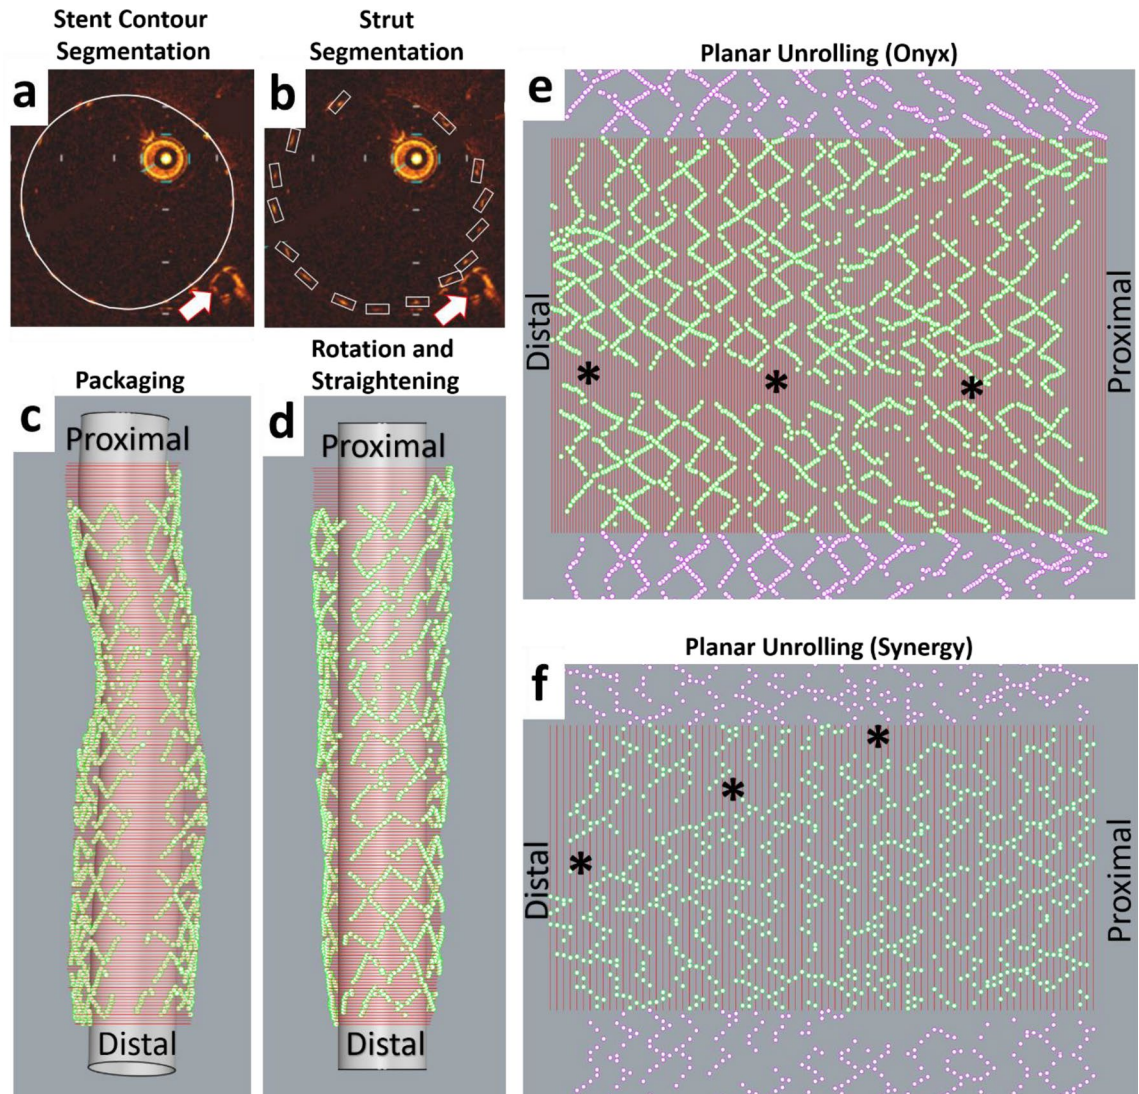 Stent Contour
Segmentation
a
Strut
Segmentation
b
Packaging
c
Proximal
Distal
Rotation and
Straightening
d
Proximal
Distal
Planar Unrolling (Onyx)
e
Distal
*
*
*
Proximal
Planar Unrolling (Synergy)
f
Distal
*
*
*
Proximal